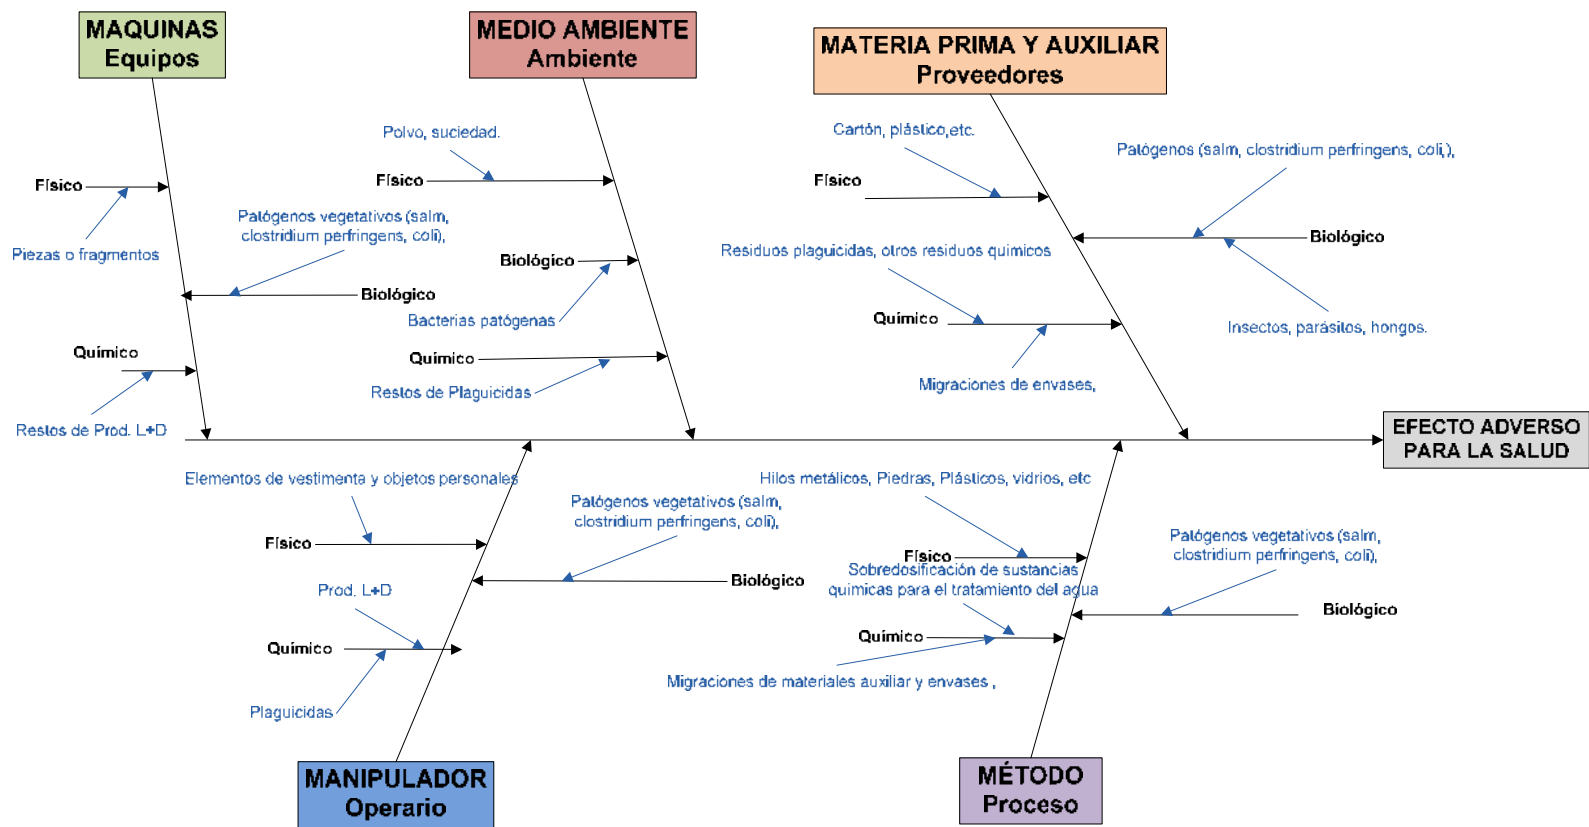 MAQUINAS
Equipos
MEDIO AMBIENTE
Ambiente
MATERIA PRIMA Y AUXILIAR
Proveedores
Polvo, suciedad.
Cartón, plástico,etc.
Patógenos (salm, clostridium perfringens, coli,),
Físico
Físico
Físico
Patógenos vegetativos (salm,
clostridium perfringens, coli),
Piezas o fragmentos
Residuos plaguicidas, otros residuos quimicos
Biológico
Biológico
Biológico
Bacterias patógenas
Químico
Insectos, parásitos, hongos.
Químico
Químico
Restos de Plaguicidas
Migraciones de envases,
Restos de Prod. L+D
EFECTO ADVERSO
PARA LA SALUD
Elementos de vestimenta y objetos personales
Hilos metálicos, Piedras, Plásticos, vidrios, etc
Patógenos vegetativos (salm,
clostridium perfringens, coli),
Patógenos vegetativos (salm,
clostridium perfringens, coli),
Físico
Físico
Sobredosificación de sustancias
quimicas para el tratamiento del agua
Prod. L+D
Biológico
Biológico
Químico
Químico
Migraciones de materiales auxiliar y envases ,
Plaguicidas
MANIPULADOR
Operario
MÉTODO
Proceso